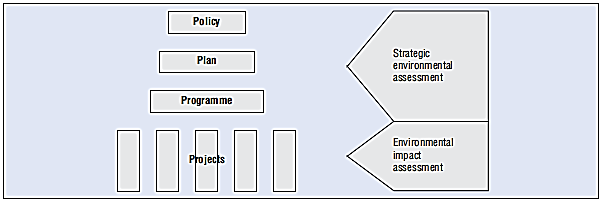 Policy
Plan
Programme
Projects
Strategic
environmental
assessment
Environmental
impact
assessment